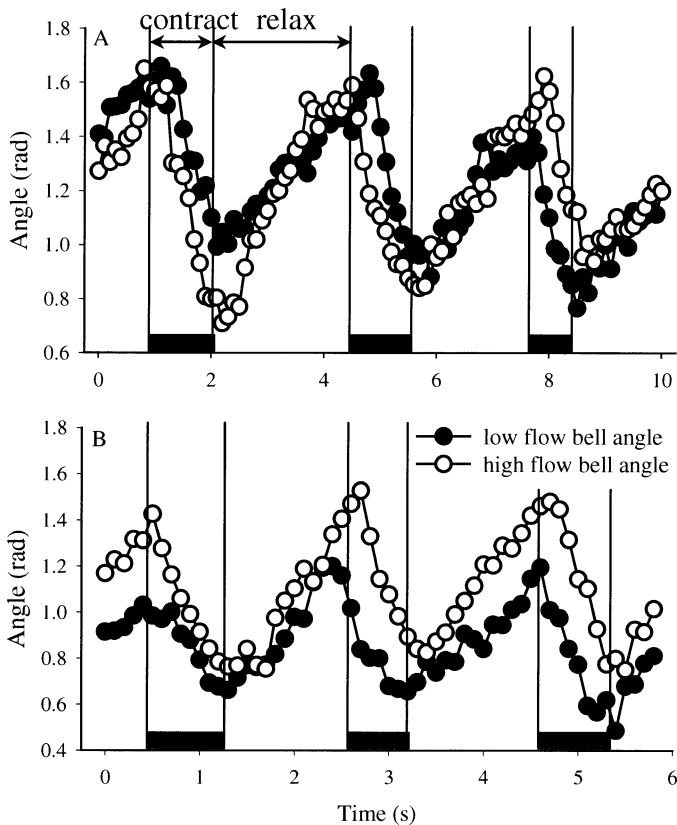 contract relax
1.8
A
1.6
1.4
1.2
1.0
0.8
0.6
Angle (rad)
0 2 4 6 8 10
1.8
B
low flow bell angle
1.6
high flow bell angle
1.4
1.2
1.0
0.8
0.6
0.4
Angle (rad)
0 1 2 3 4 5 6
Time (s)